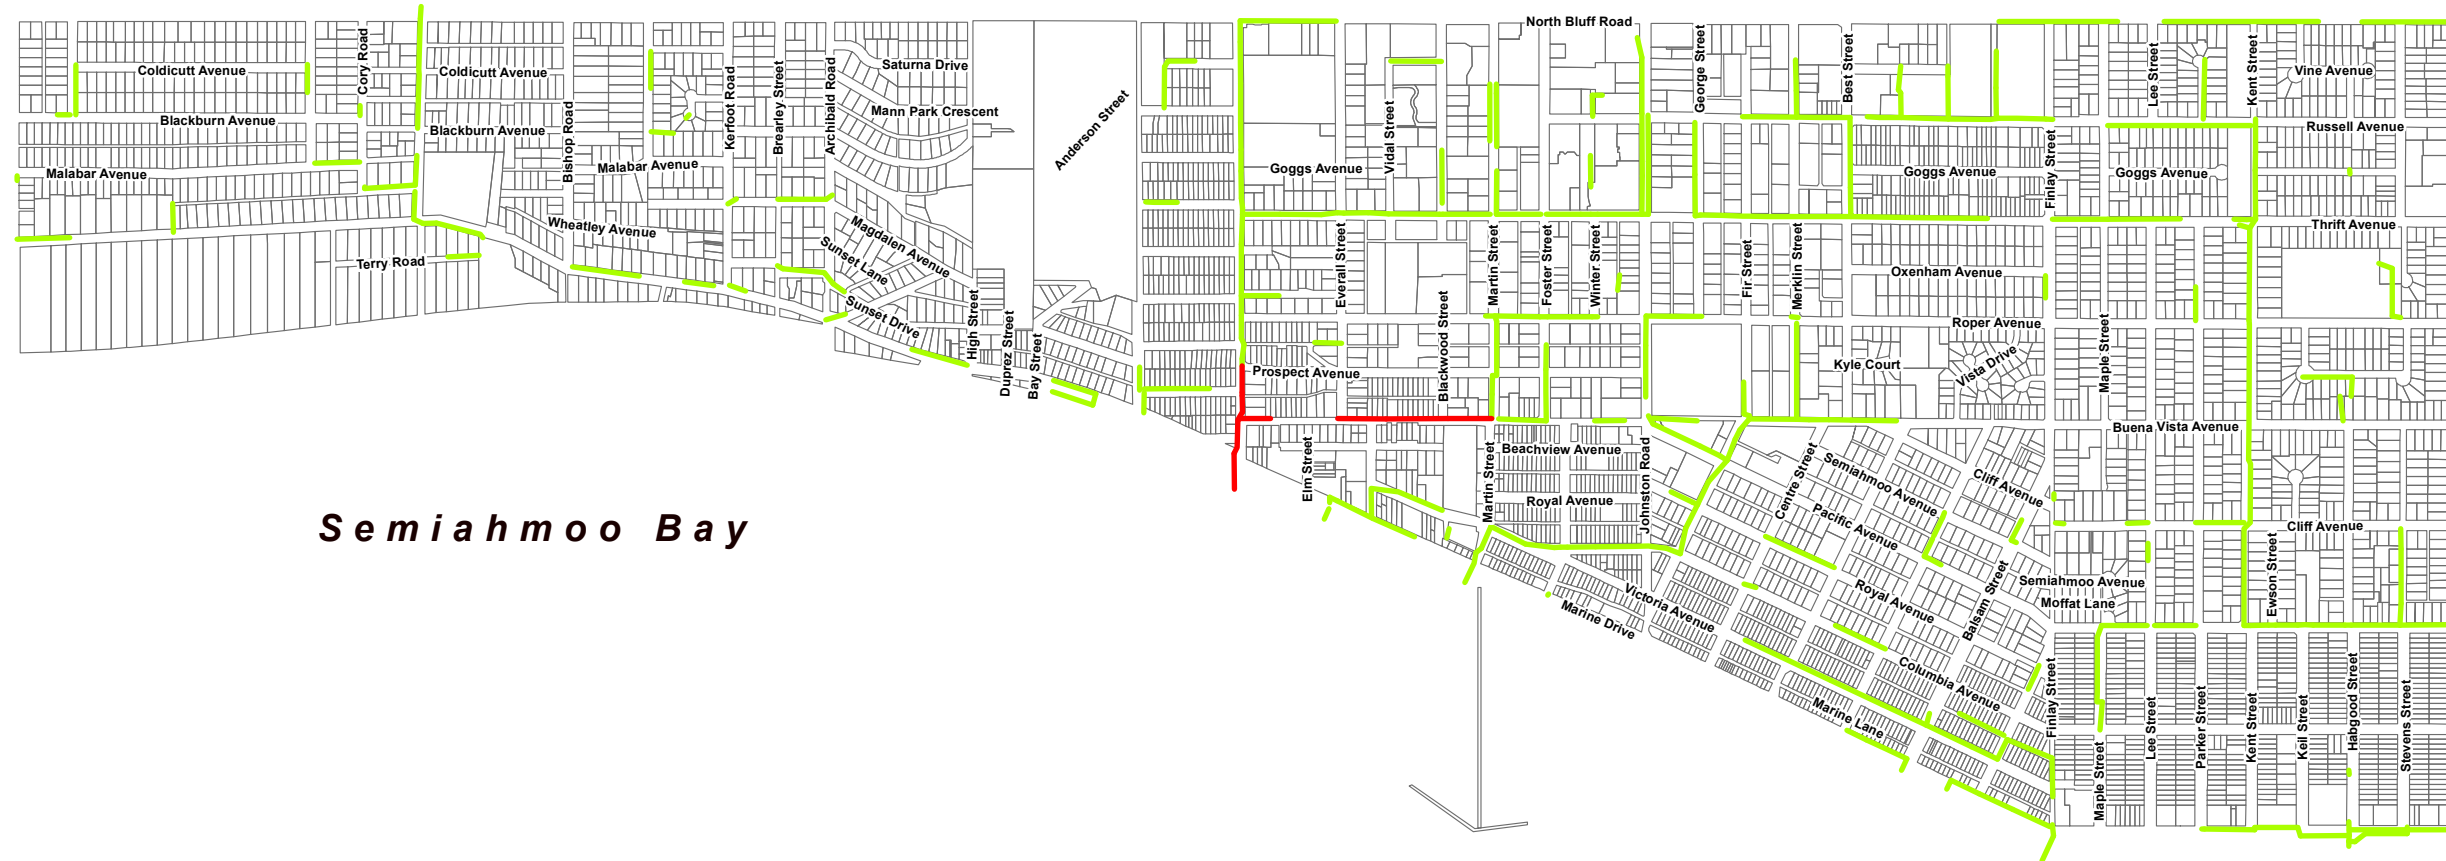 North Bluff Road
Cory Road
Coldicutt Avenue
Coldicutt Avenue
Saturna Drive
Kerfoot Road
Brearley Street
Archibald Road
Mann Park Crescent
Anderson Street
Vidal Street
George Street
Best Street
Lee Street
Kent Street
Vine Avenue
Blackburn Avenue
Blackburn Avenue
Russell Avenue
Bishop Road
Malabar Avenue
Malabar Avenue
Goggs Avenue
Goggs Avenue
Finlay Street
Goggs Avenue
Wheatley Avenue
Magdalen Avenue
Sunset Lane
Thrift Avenue
Terry Road
Everall Street
Martin Street
Foster Street
Winter Street
Fir Street
Merklin Street
Oxenham Avenue
Sunset Drive
High Street
Duprez Street
Bay Street
Blackwood Street
Roper Avenue
Maple Street
Prospect Avenue
Kyle Court
Vista Drive
Buena Vista Avenue
Elm Street
Martin Street
Beachview Avenue
Johnston Road
Centre Street
Semiahmoo Avenue
Cliff Avenue
Royal Avenue
Pacific Avenue
Cliff Avenue
Semiahmoo Bay
Ewson Street
Semiahmoo Avenue
Moffat Lane
Balsam Street
Royal Avenue
Victoria Avenue
Marine Drive
Columbia Avenue
Marine Lane
Finlay Street
Maple Street
Lee Street
Parker Street
Kent Street
Keil Street
Habgood Street
Stevens Street